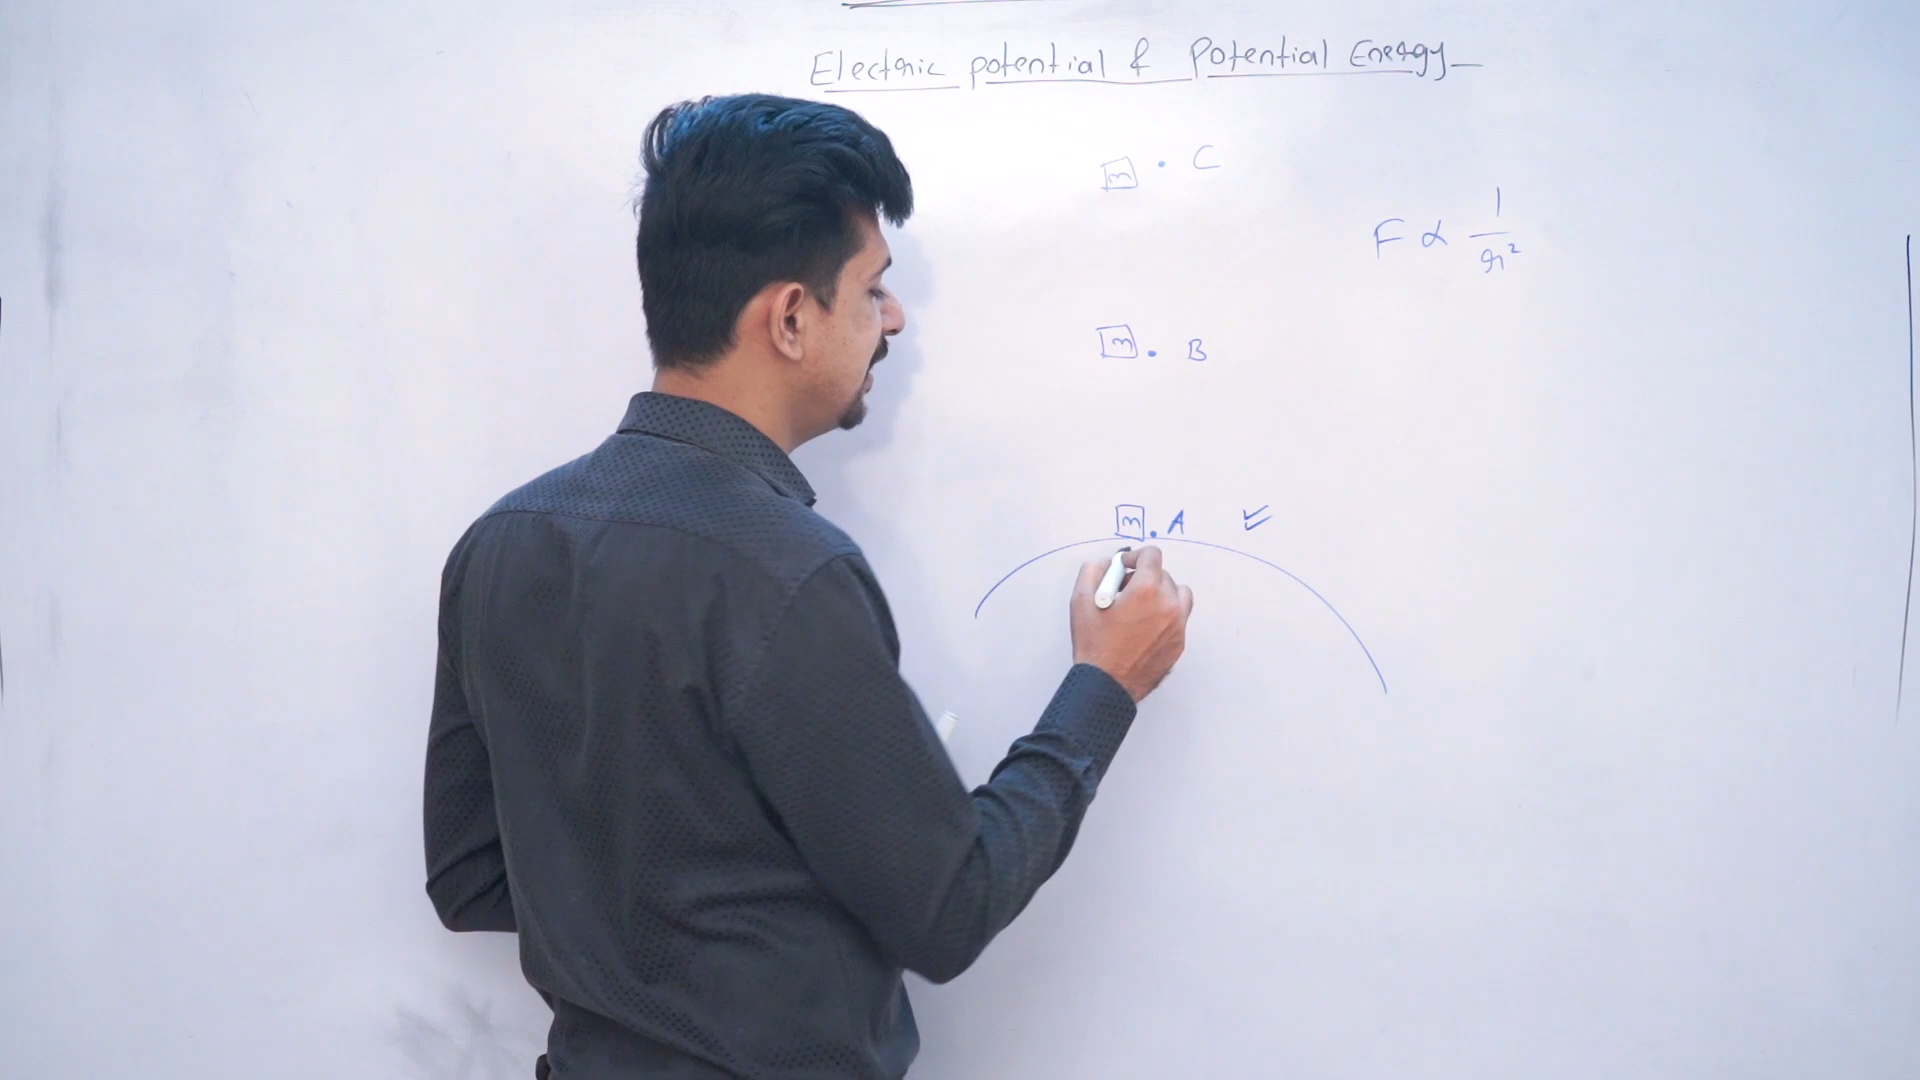 Electric potential & Potential Energy
m . C
F ∝ 1/r²
m . B
m . A